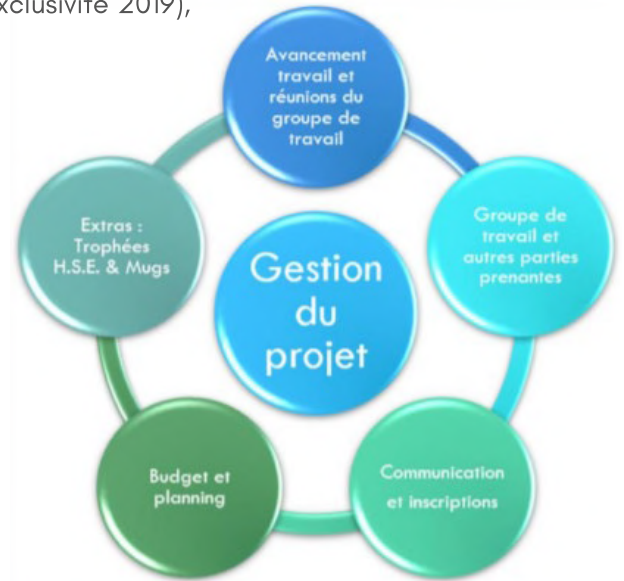 xclusivité 2019),
Avancement
travail et
réunions du
groupe de
travail
Groupe de
travail et
autres parties
prenantes
Communication
et inscriptions
Budget et
planning
Extras :
Trophées
H.S.E. & Mugs
Gestion
du
projet